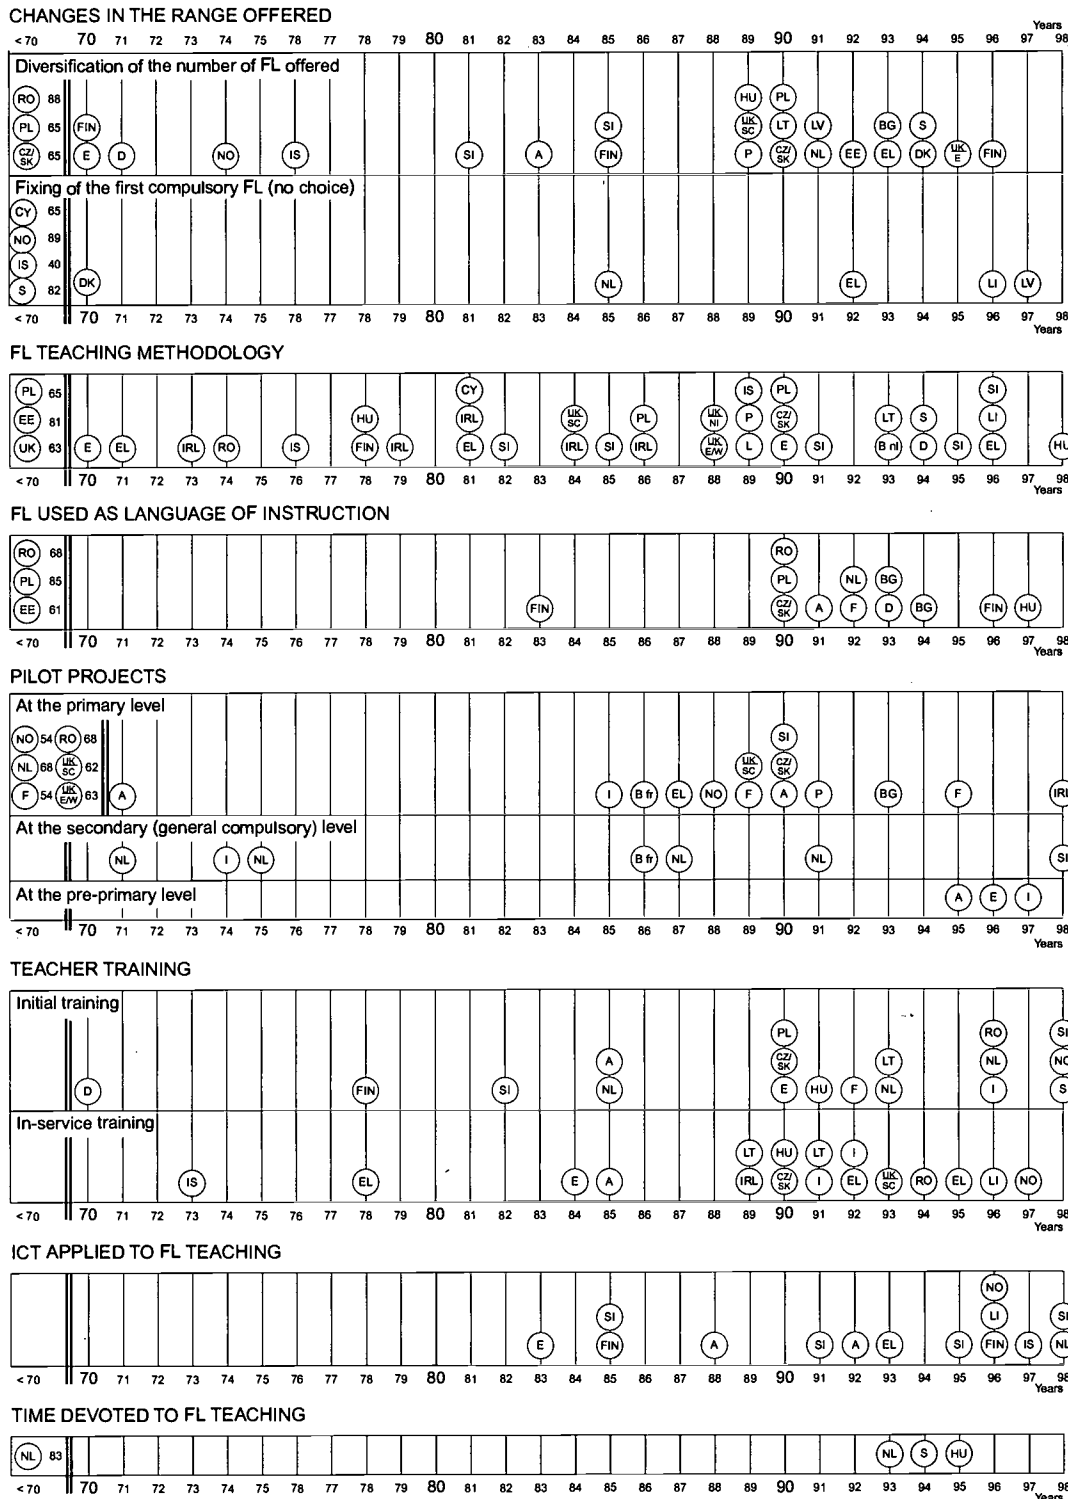 CHANGES IN THE RANGE OFFERED
Years
< 70 70 71 72 73 74 75 76 78 77 79 80 81 82 83 84 85 86 87 88 89 90 91 92 93 94 95 96 97 98
Diversification of the number of FL offered
RO 88 HU PL
PL 65 FIN SI UK SC LT LV BG S
CZ/SK 65 E D NO IS SI A FIN P CZ/SK NL EE EL DK UK E FIN
Fixing of the first compulsory FL (no choice)
CY 65
NO 89
IS 40
S 82 DK NL EL LI LV
< 70 70 71 72 73 74 75 76 78 77 79 80 81 82 83 84 85 86 87 88 89 90 91 92 93 94 95 96 97 98
Years
FL TEACHING METHODOLOGY
PL 65 CY IS PL SI
EE 81 HU IRL UK SC PL UK NI P CZ/SK LT S LI
UK 63 E EL IRL RO IS FIN IRL EL SI IRL SI IRL UK E/W L E SI B nl D SI EL HU
< 70 70 71 72 73 74 75 76 78 77 79 80 81 82 83 84 85 86 87 88 89 90 91 92 93 94 95 96 97 98
Years
FL USED AS LANGUAGE OF INSTRUCTION
RO 68 RO
PL 85 PL NL BG
EE 61 FIN CZ/SK A F D BG FIN HU
< 70 70 71 72 73 74 75 76 78 77 79 80 81 82 83 84 85 86 87 88 89 90 91 92 93 94 95 96 97 98
Years
PILOT PROJECTS
At the primary level
NO 54 RO 68 SI
NL 68 UK SC 62 UK SC CZ/SK
F 54 UK E/W 63 A I B fr EL NO F A P BG F IRL
At the secondary (general compulsory) level
NL I NL B fr NL NL SI
At the pre-primary level
A E I
< 70 70 71 72 73 74 75 76 78 77 79 80 81 82 83 84 85 86 87 88 89 90 91 92 93 94 95 96 97 98
Years
TEACHER TRAINING
Initial training
PL RO SI
A CZ/SK LT NL NO
D FIN SI NL E HU F NL I S
In-service training
LT HU LT I
IS EL E A IRL CZ/SK I EL UK SC RO EL LI NO
< 70 70 71 72 73 74 75 76 78 77 79 80 81 82 83 84 85 86 87 88 89 90 91 92 93 94 95 96 97 98
Years
ICT APPLIED TO FL TEACHING
NO
SI LI SI
E FIN A SI A EL SI FIN IS NL
< 70 70 71 72 73 74 75 76 78 77 79 80 81 82 83 84 85 86 87 88 89 90 91 92 93 94 95 96 97 98
Years
TIME DEVOTED TO FL TEACHING
NL 83 NL S HU
< 70 70 71 72 73 74 75 76 78 77 79 80 81 82 83 84 85 86 87 88 89 90 91 92 93 94 95 96 97 98
Years